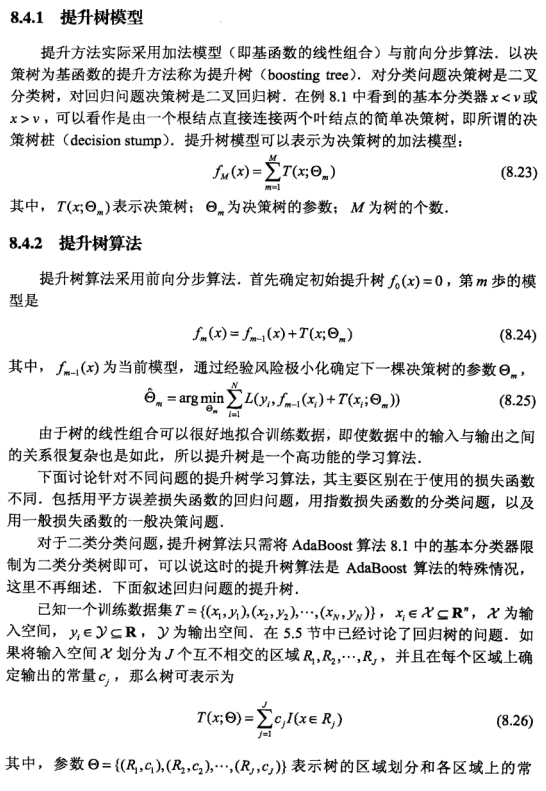 8.4.1 提升树模型
提升方法实际采用加法模型（即基函数的线性组合）与前向分步算法．以决
策树为基函数的提升方法称为提升树（boosting tree）．对分类问题决策树是二叉
分类树，对回归问题决策树是二叉回归树．在例 8.1 中看到的基本分类器 x < v 或
x > v，可以看作是由一个根结点直接连接两个叶结点的简单决策树，即所谓的决
策树桩（decision stump）．提升树模型可以表示为决策树的加法模型：
f_M(x) = \sum_{m=1}^{M} T(x;Θ_m) (8.23)
其中，T(x;Θ_m)表示决策树；Θ_m 为决策树的参数；M 为树的个数．
8.4.2 提升树算法
提升树算法采用前向分步算法．首先确定初始提升树 f_0(x) = 0，第 m 步的模
型是
f_m(x) = f_{m-1}(x) + T(x;Θ_m) (8.24)
其中，f_{m-1}(x) 为当前模型，通过经验风险极小化确定下一棵决策树的参数 Θ_m，
\hat{Θ}_m = arg min_{Θ_m} \sum_{i=1}^{N} L(y_i, f_{m-1}(x_i) + T(x_i;Θ_m)) (8.25)
由于树的线性组合可以很好地拟合训练数据，即使数据中的输入与输出之间
的关系很复杂也是如此，所以提升树是一个高功能的学习算法．
下面讨论针对不同问题的提升树学习算法，其主要区别在于使用的损失函数
不同．包括用平方误差损失函数的回归问题，用指数损失函数的分类问题，以及
用一般损失函数的一般决策问题．
对于二类分类问题，提升树算法只需将 AdaBoost 算法 8.1 中的基本分类器限
制为二类分类树即可，可以说这时的提升树算法是 AdaBoost 算法的特殊情况，
这里不再细述．下面叙述回归问题的提升树．
已知一个训练数据集 T = {(x_1, y_1), (x_2, y_2), ⋯, (x_N, y_N)}，x_i ∈ 𝒳 ⊆ R^n，𝒳 为输
入空间，y_i ∈ 𝒴 ⊆ R，𝒴 为输出空间．在 5.5 节中已经讨论了回归树的问题．如
果将输入空间 𝒳 划分为 J 个互不相交的区域 R_1, R_2, ⋯, R_J，并且在每个区域上确
定输出的常量 c_j，那么树可表示为
T(x;Θ) = \sum_{j=1}^{J} c_j I(x ∈ R_j) (8.26)
其中，参数 Θ = {(R_1, c_1), (R_2, c_2), ⋯, (R_J, c_J)} 表示树的区域划分和各区域上的常